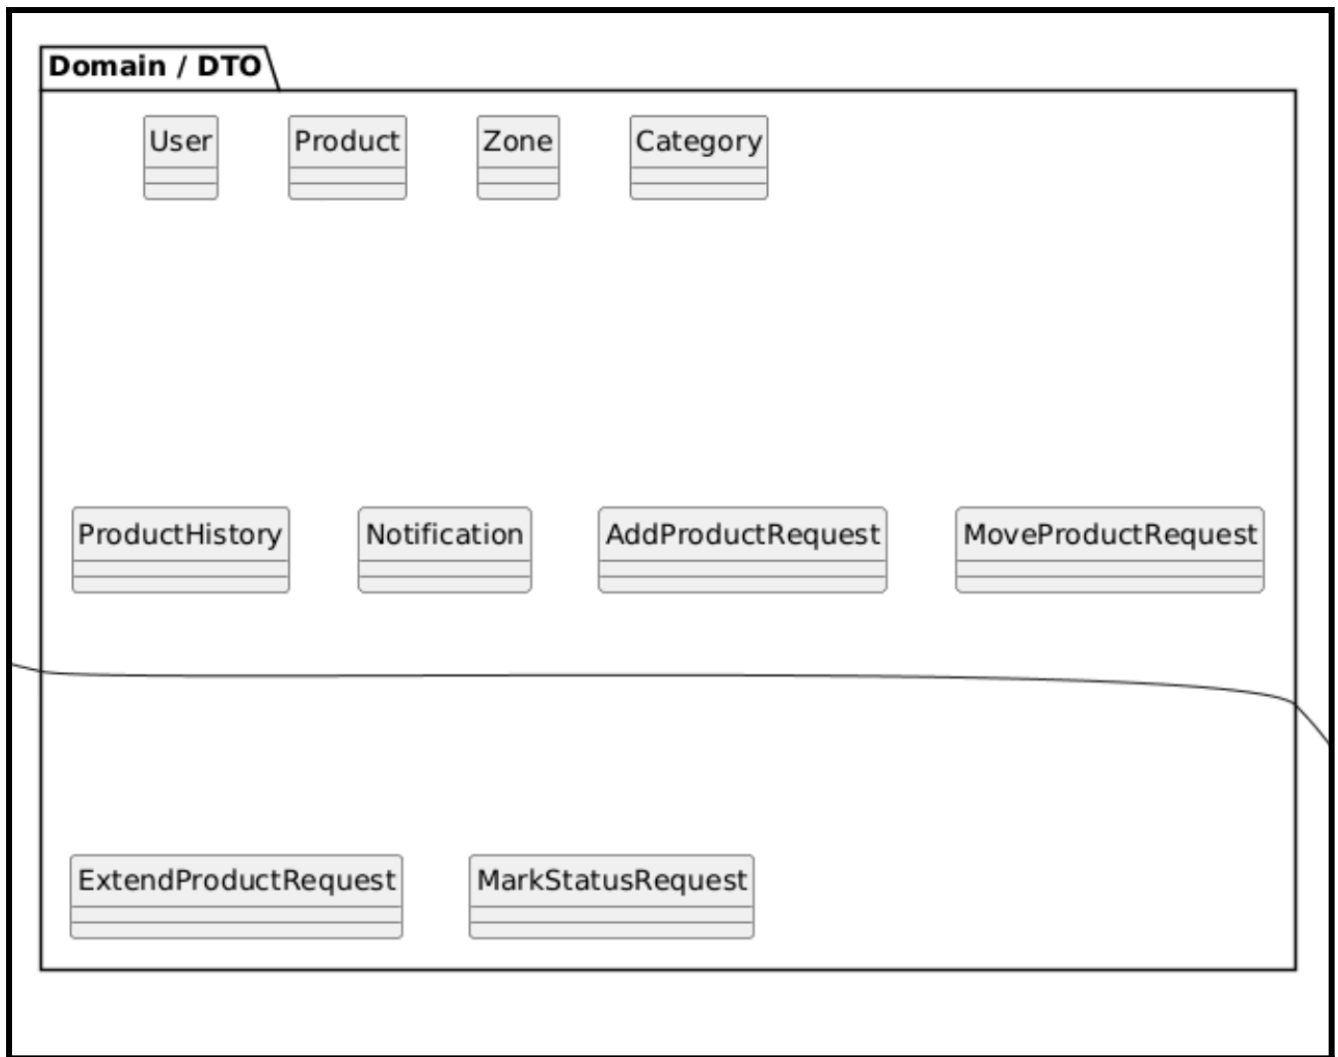 Domain / DTO
User
Product
Zone
Category
ProductHistory
Notification
AddProductRequest
MoveProductRequest
ExtendProductRequest
MarkStatusRequest